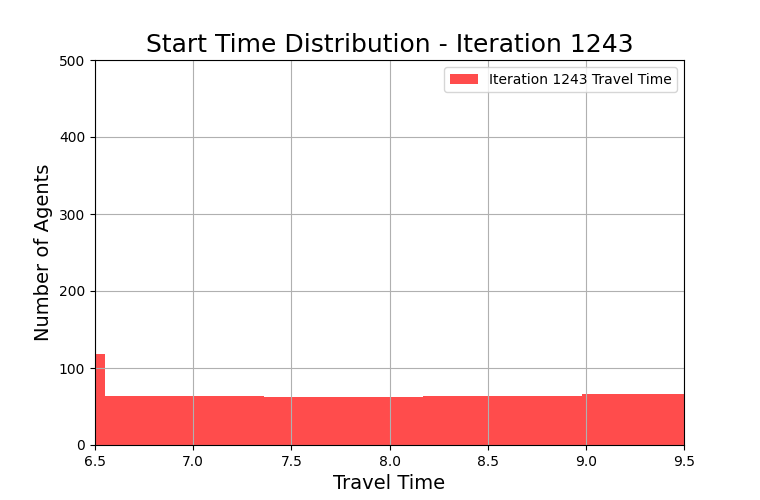 Start Time Distribution - Iteration 1243
500
Iteration 1243 Travel Time
400
300
200
100
0
Number of Agents
6.5 7.0 7.5 8.0 8.5 9.0 9.5
Travel Time